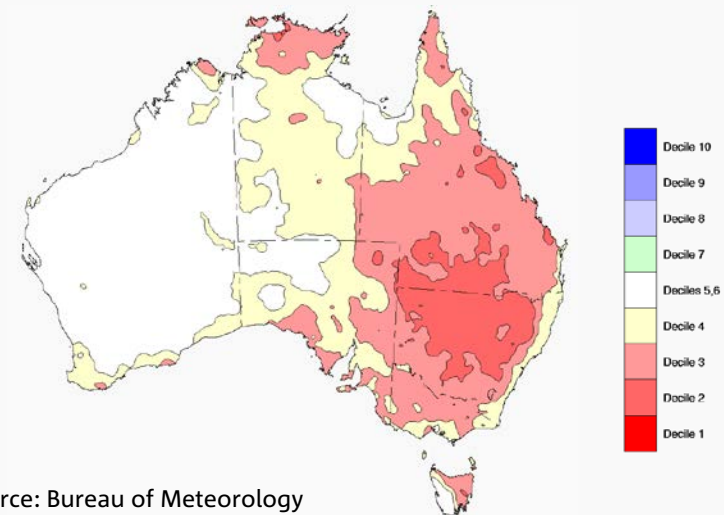 Decile 10
Decile 9
Decile 8
Decile 7
Deciles 5,6
Decile 4
Decile 3
Decile 2
Decile 1
rce: Bureau of Meteorology